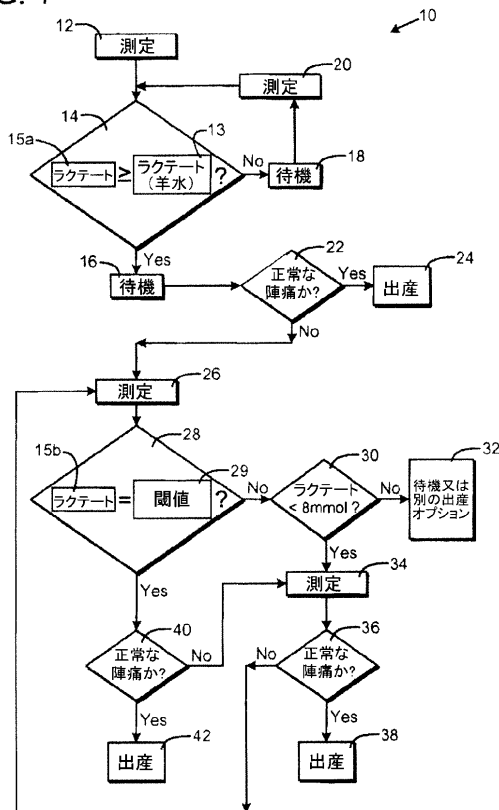 10
12
測定
20
測定
14
13
15a
ラクテート
≥
ラクテート
(羊水)
?
No
18
待機
Yes
16
待機
22
正常な
陣痛か?
Yes
24
出産
No
測定
26
28
15b
ラクテート
=
29
閾値
?
No
30
ラクテート
< 8mmol ?
No
32
待機又は
別の出産
オプション
Yes
34
測定
Yes
40
正常な
陣痛か?
No
36
正常な
陣痛か?
No
Yes
42
出産
Yes
38
出産